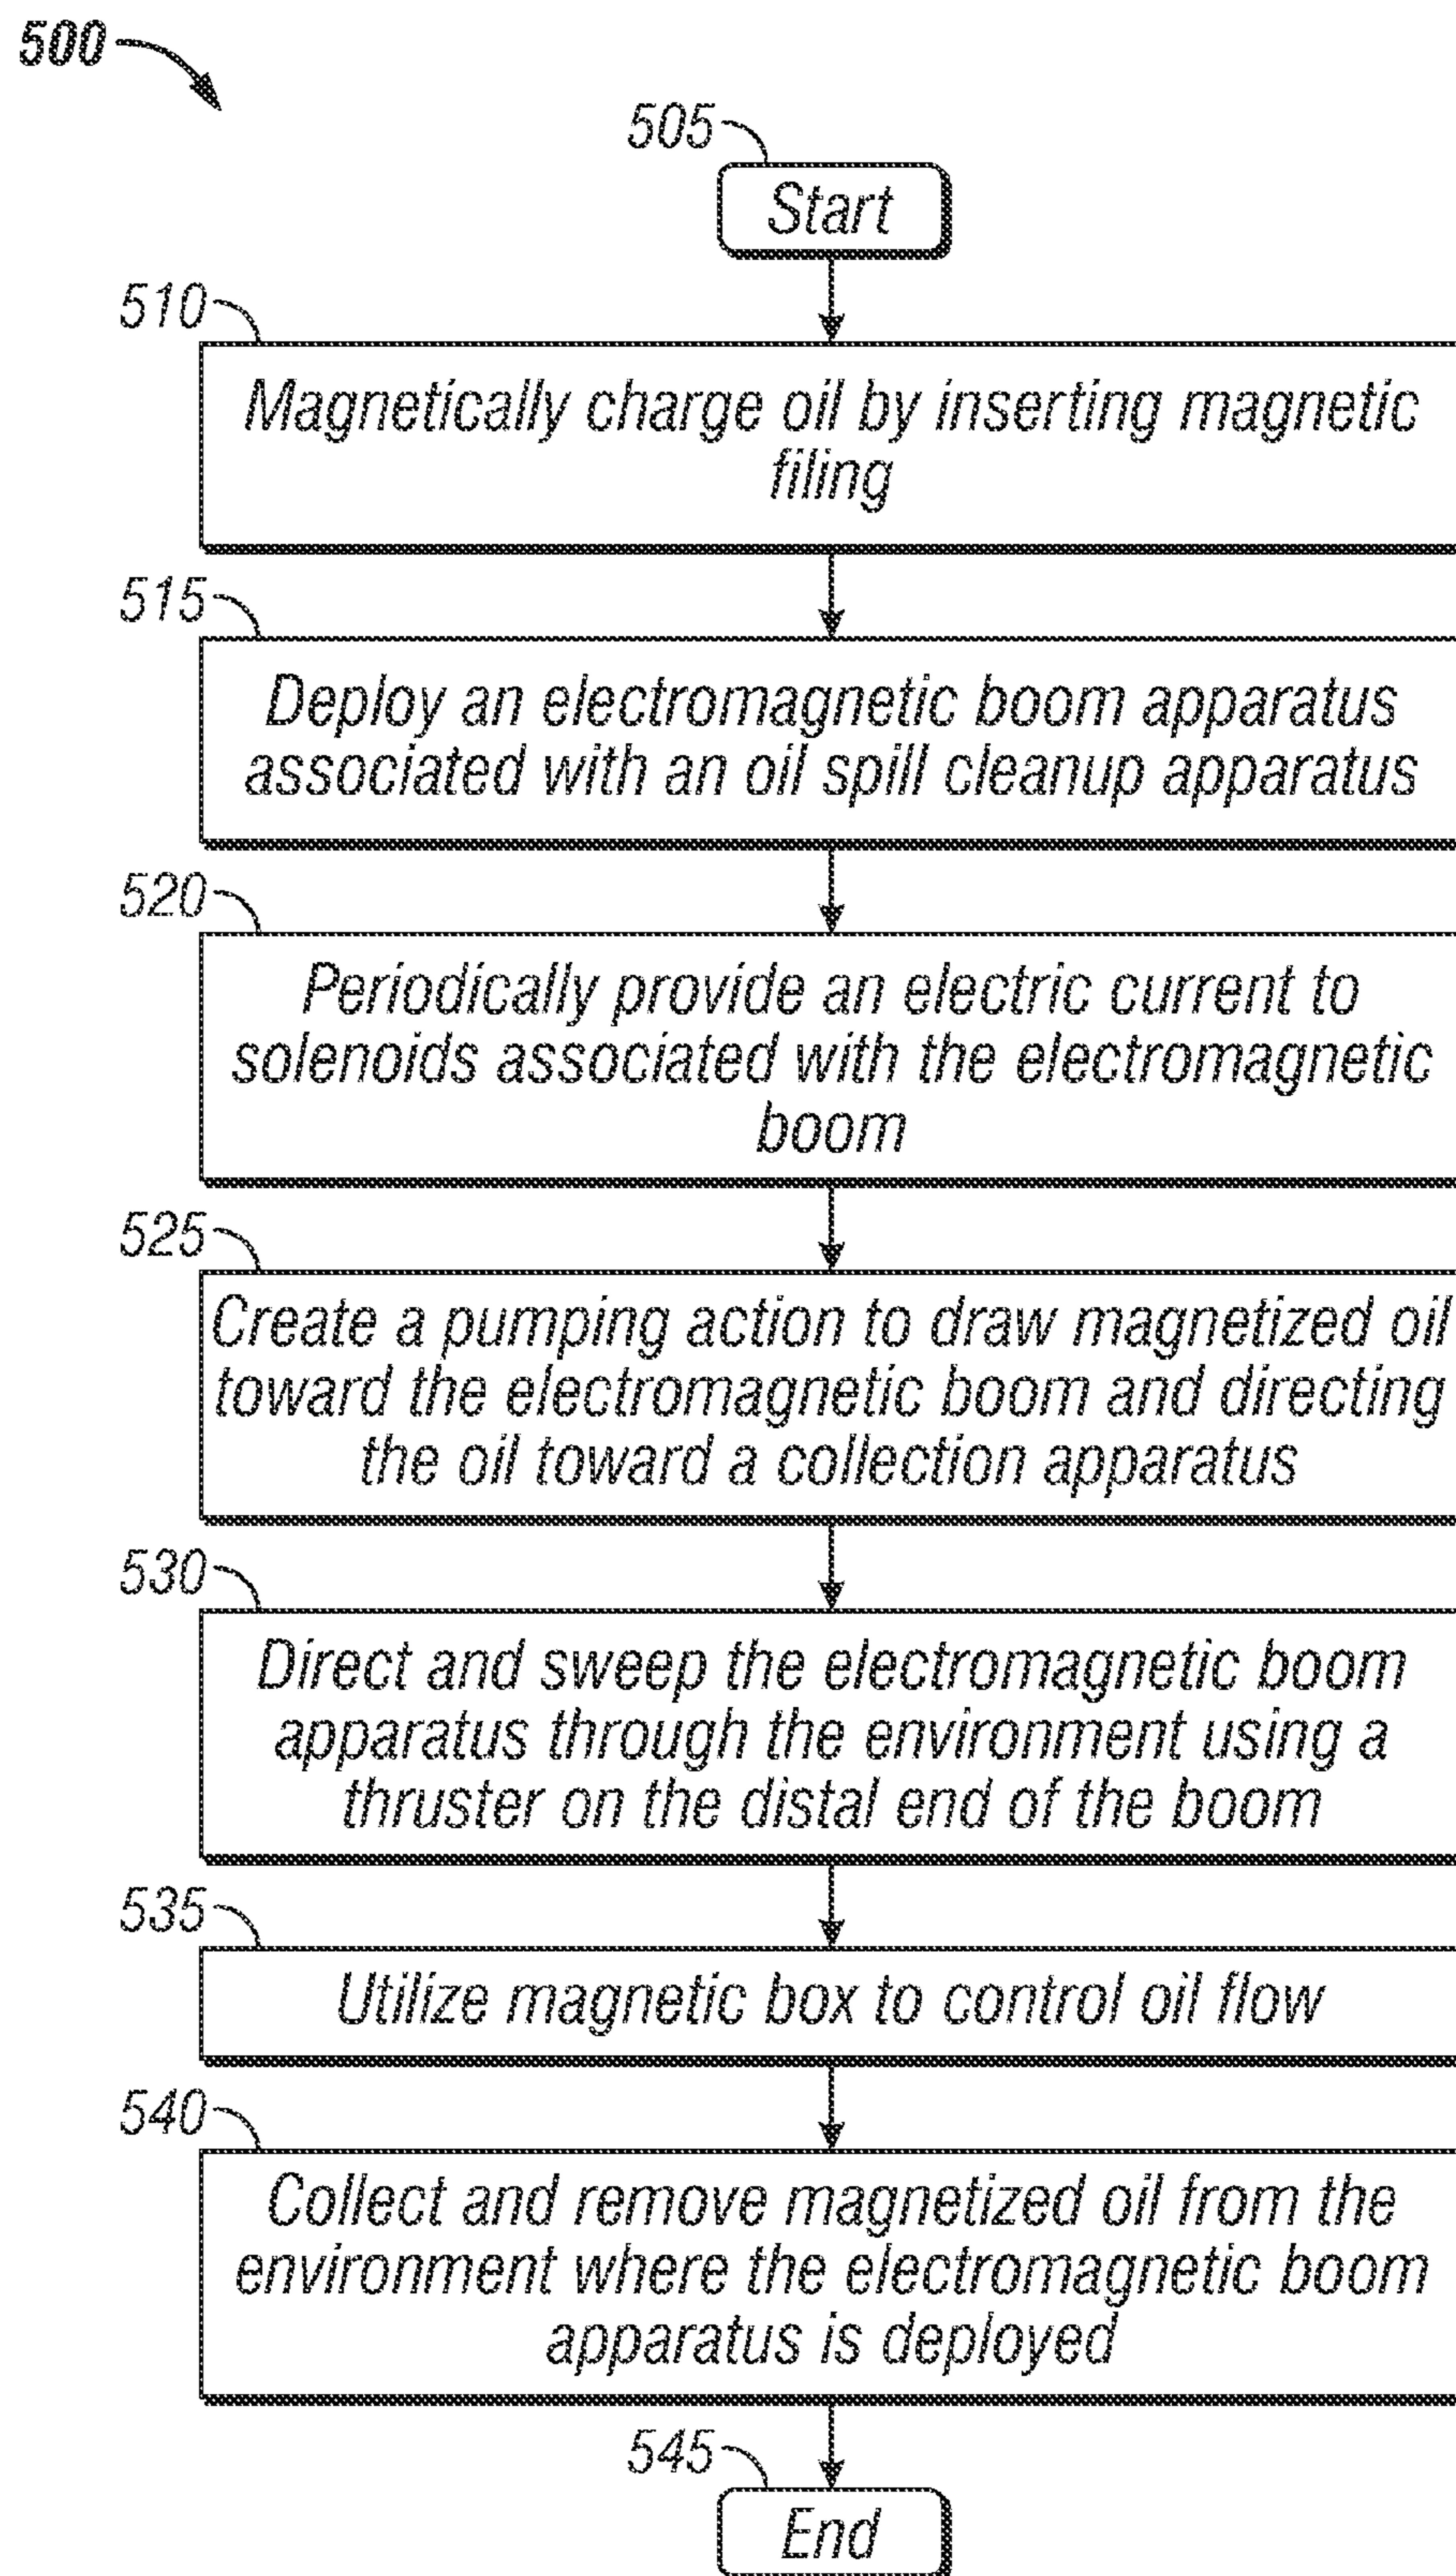 500
505
Start
510
Magnetically charge oil by inserting magnetic
filing
515
Deploy an electromagnetic boom apparatus
associated with an oil spill cleanup apparatus
520
Periodically provide an electric current to
solenoids associated with the electromagnetic
boom
525
Create a pumping action to draw magnetized oil
toward the electromagnetic boom and directing
the oil toward a collection apparatus
530
Direct and sweep the electromagnetic boom
apparatus through the environment using a
thruster on the distal end of the boom
535
Utilize magnetic box to control oil flow
540
Collect and remove magnetized oil from the
environment where the electromagnetic boom
apparatus is deployed
545
End